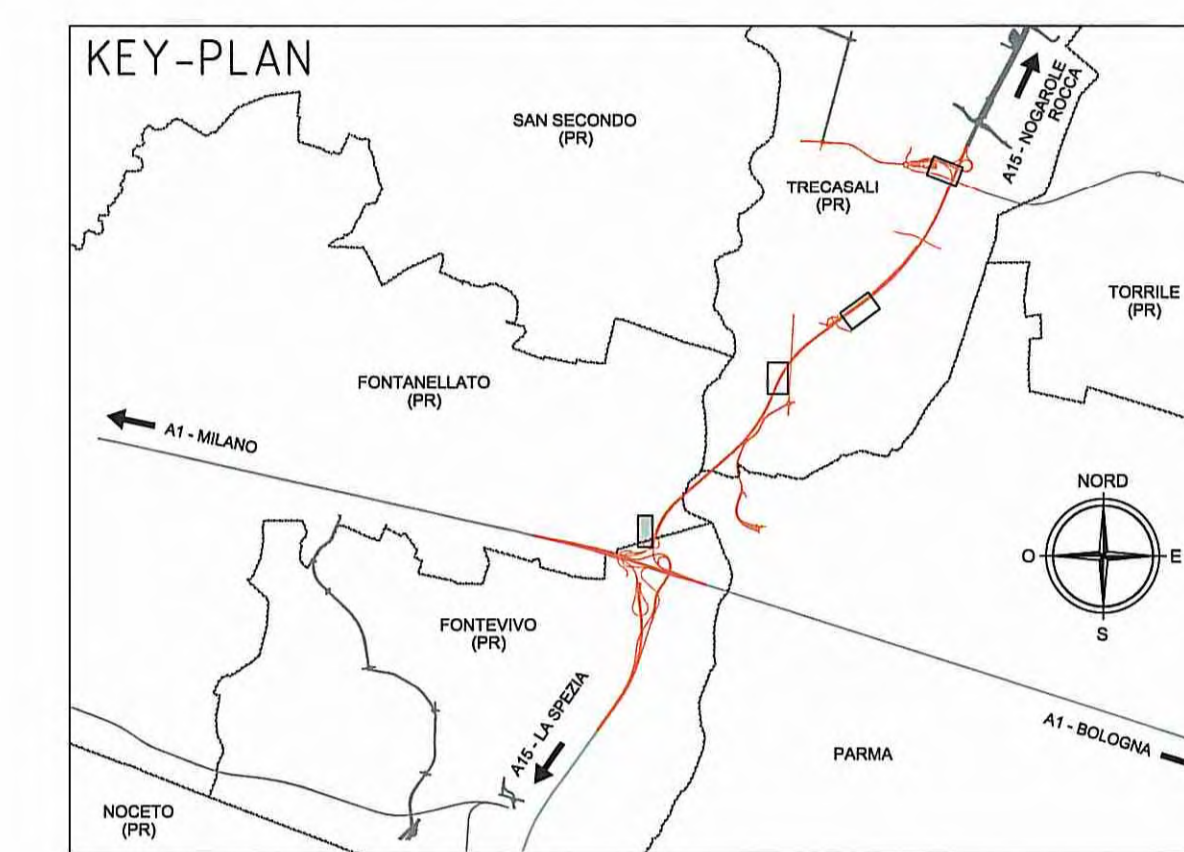 KEY-PLAN
SAN SECONDO
(PR)
A15 - NOGAROLE
ROCCA
TRECASALI
(PR)
TORRILE
(PR)
FONTANELLATO
(PR)
A1 - MILANO
NORD
O
E
S
FONTEVIVO
(PR)
A15 - LA SPEZIA
A1 - BOLOGNA
PARMA
NOCETO
(PR)